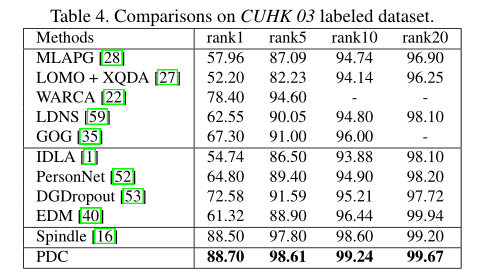 Table 4. Comparisons on CUHK 03 labeled dataset.
Methods rank1 rank5 rank10 rank20
MLAPG [28] 57.96 87.09 94.74 96.90
LOMO + XQDA [27] 52.20 82.23 94.14 96.25
WARCA [22] 78.40 94.60 - -
LDNS [59] 62.55 90.05 94.80 98.10
GOG [35] 67.30 91.00 96.00 -
IDLA [1] 54.74 86.50 93.88 98.10
PersonNet [52] 64.80 89.40 94.90 98.20
DGDropout [53] 72.58 91.59 95.21 97.72
EDM [40] 61.32 88.90 96.44 99.94
Spindle [16] 88.50 97.80 98.60 99.20
PDC 88.70 98.61 99.24 99.67